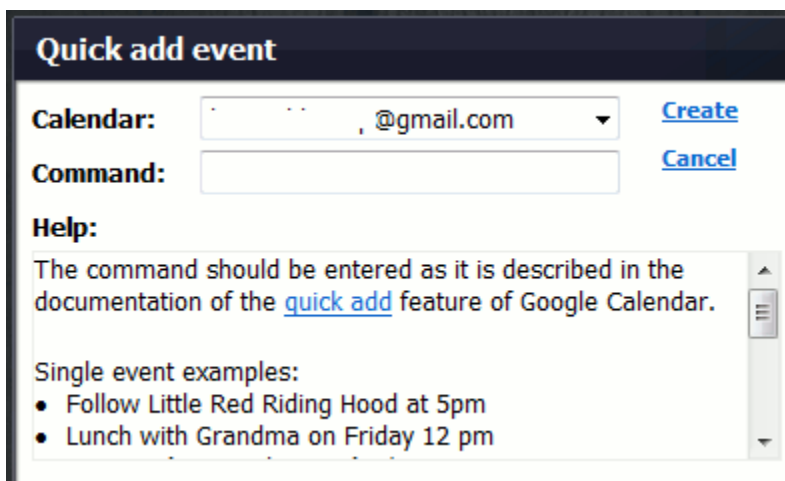 Quick add event
Calendar: @gmail.com Create
Command: Cancel
Help:
The command should be entered as it is described in the
documentation of the quick add feature of Google Calendar.
Single event examples:
● Follow Little Red Riding Hood at 5pm
● Lunch with Grandma on Friday 12 pm